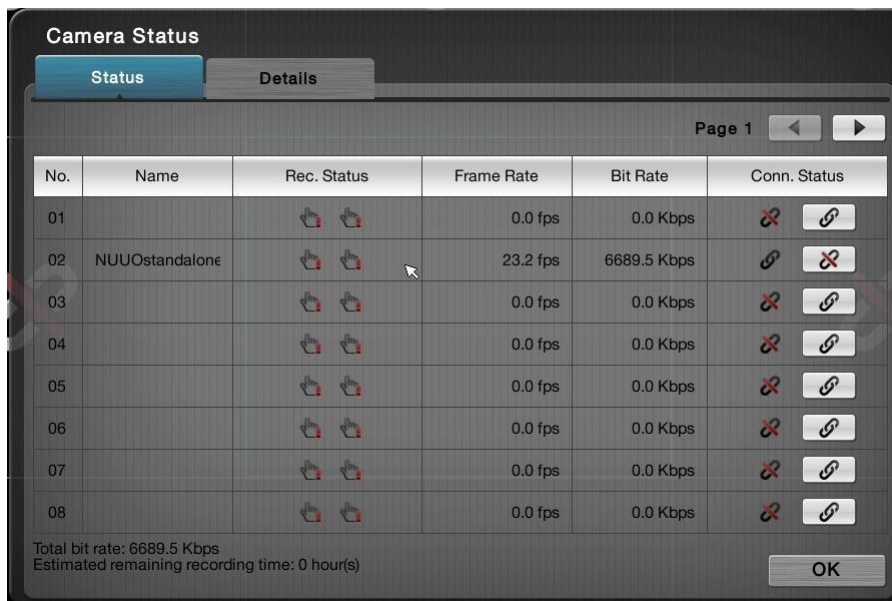 Camera Status
Status Details
Page 1
No. Name Rec. Status Frame Rate Bit Rate Conn. Status
01 0.0 fps 0.0 Kbps
02 NUUOstandalone 23.2 fps 6689.5 Kbps
03 0.0 fps 0.0 Kbps
04 0.0 fps 0.0 Kbps
05 0.0 fps 0.0 Kbps
06 0.0 fps 0.0 Kbps
07 0.0 fps 0.0 Kbps
08 0.0 fps 0.0 Kbps
Total bit rate: 6689.5 Kbps
Estimated remaining recording time: 0 hour(s)
OK